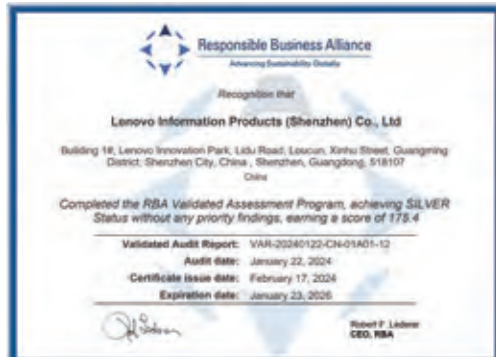 Responsible Business Alliance
Advancing Sustainability Globally
Recognition that
Lenovo Information Products (Shenzhen) Co., Ltd
Building 1#, Lenovo Innovation Park, Lidu Road, Loucun, Xinhu Street, Guangming
District, Shenzhen City, China , Shenzhen, Guangdong, 518107
China
Completed the RBA Validated Assessment Program, achieving SILVER
Status without any priority findings, earning a score of 178.4
Validated Audit Report: VAR-20240122-CN-01A01-12
Audit date: January 22, 2024
Certificate issue date: February 17, 2024
Expiration date: January 23, 2026
Robert F. Lederer
CEO, RBA